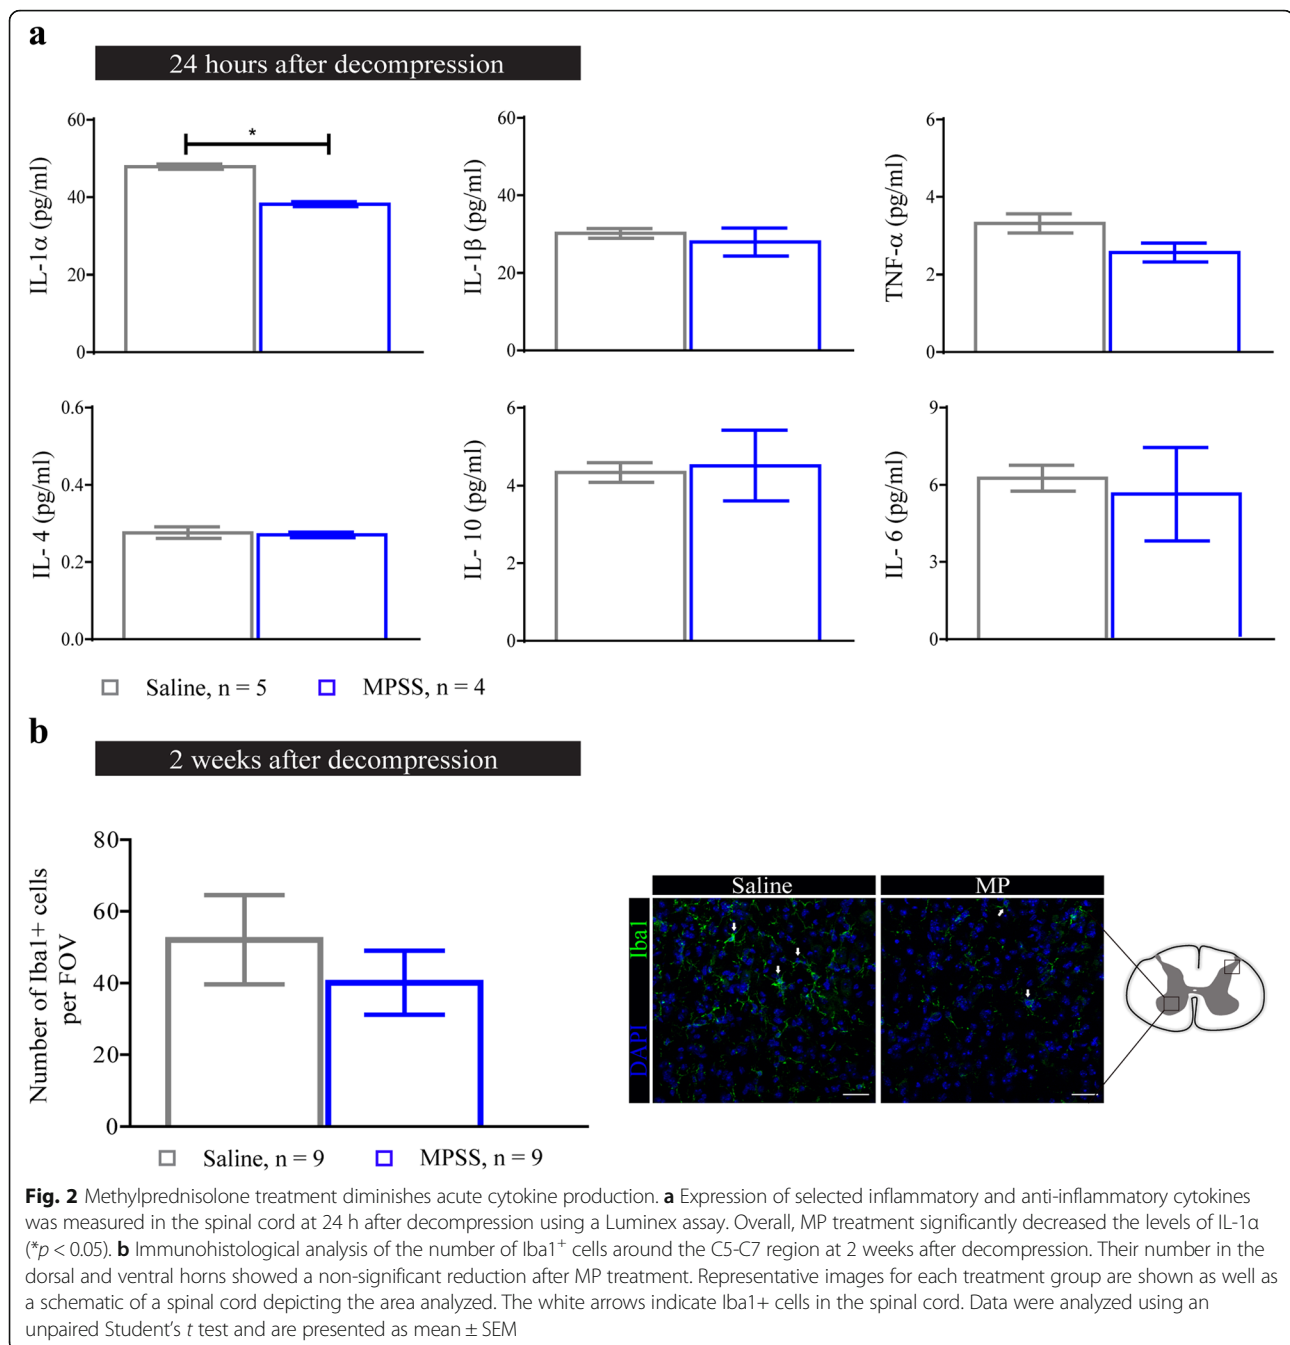 a
24 hours after decompression
IL-1α (pg/ml)
60
40
20
0
*
IL-1β (pg/ml)
60
40
20
0
TNF-α (pg/ml)
6
4
2
0
IL- 4 (pg/ml)
0.6
0.4
0.2
0.0
IL- 10 (pg/ml)
6
4
2
0
IL- 6 (pg/ml)
9
6
3
0
Saline, n = 5
MPSS, n = 4
b
2 weeks after decompression
Number of Iba1+ cells
per FOV
80
60
40
20
0
Saline, n = 9
MPSS, n = 9
Saline
MP
Iba1
DAPI
Fig. 2 Methylprednisolone treatment diminishes acute cytokine production. a Expression of selected inflammatory and anti-inflammatory cytokines
was measured in the spinal cord at 24 h after decompression using a Luminex assay. Overall, MP treatment significantly decreased the levels of IL-1α
(*p < 0.05). b Immunohistological analysis of the number of Iba1⁺ cells around the C5-C7 region at 2 weeks after decompression. Their number in the
dorsal and ventral horns showed a non-significant reduction after MP treatment. Representative images for each treatment group are shown as well as
a schematic of a spinal cord depicting the area analyzed. The white arrows indicate Iba1+ cells in the spinal cord. Data were analyzed using an
unpaired Student's t test and are presented as mean ± SEM